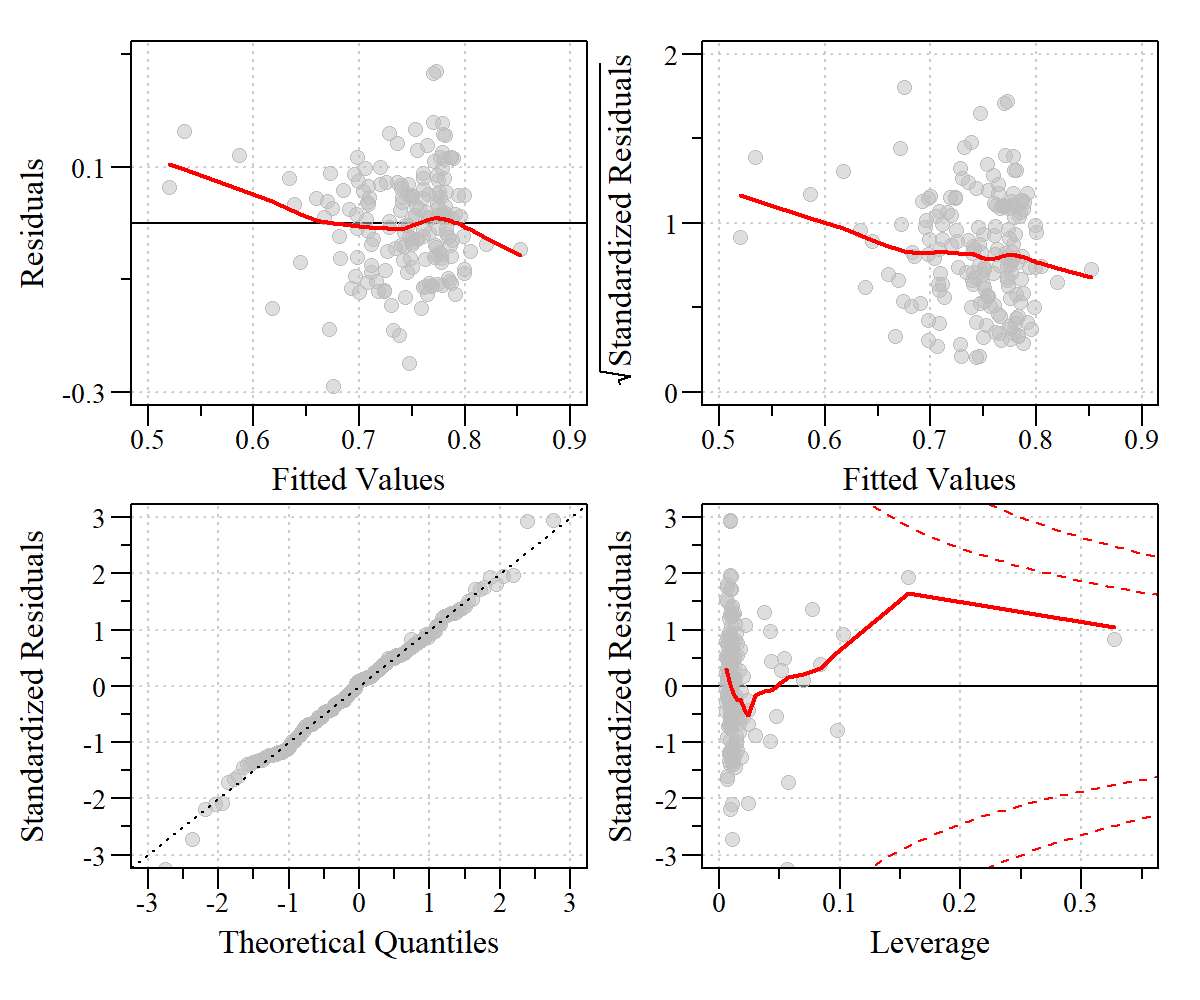 Residuals
0.1
-0.3
0.5 0.6 0.7 0.8 0.9
Fitted Values
√Standardized Residuals
2
1
0
0.5 0.6 0.7 0.8 0.9
Fitted Values
Standardized Residuals
3
2
1
0
-1
-2
-3
-3 -2 -1 0 1 2 3
Theoretical Quantiles
Standardized Residuals
3
2
1
0
-1
-2
-3
0 0.1 0.2 0.3
Leverage